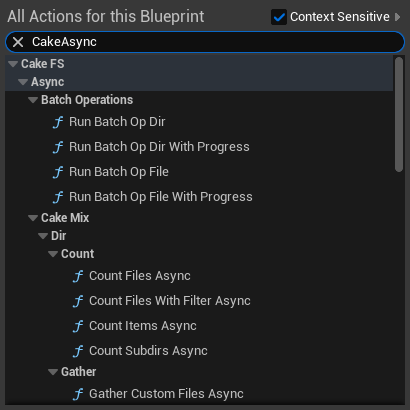 All Actions for this Blueprint Context Sensitive
CakeAsync
Cake FS
Async
Batch Operations
Run Batch Op Dir
Run Batch Op Dir With Progress
Run Batch Op File
Run Batch Op File With Progress
Cake Mix
Dir
Count
Count Files Async
Count Files With Filter Async
Count Items Async
Count Subdirs Async
Gather
Gather Custom Files Async